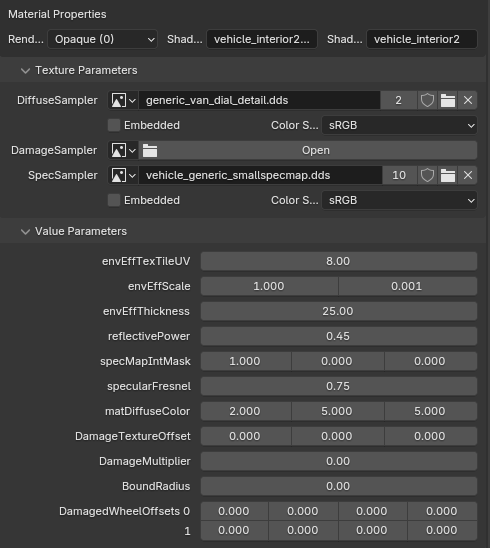 Material Properties
Rend... Opaque (0) Shad... vehicle_interior2... Shad... vehicle_interior2
Texture Parameters
DiffuseSampler generic_van_dial_detail.dds 2
Embedded Color S... sRGB
DamageSampler Open
SpecSampler vehicle_generic_smallspecmap.dds 10
Embedded Color S... sRGB
Value Parameters
envEffTexTileUV 8.00
envEffScale 1.000 0.001
envEffThickness 25.00
reflectivePower 0.45
specMapIntMask 1.000 0.000 0.000
specularFresnel 0.75
matDiffuseColor 2.000 5.000 5.000
DamageTextureOffset 0.000 0.000 0.000
DamageMultiplier 0.00
BoundRadius 0.00
DamagedWheelOffsets 0 0.000 0.000 0.000 0.000
1 0.000 0.000 0.000 0.000